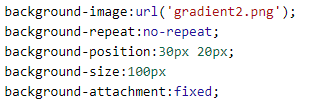 background-image:url('gradient2.png');
background-repeat:no-repeat;
background-position:30px 20px;
background-size:100px
background-attachment:fixed;